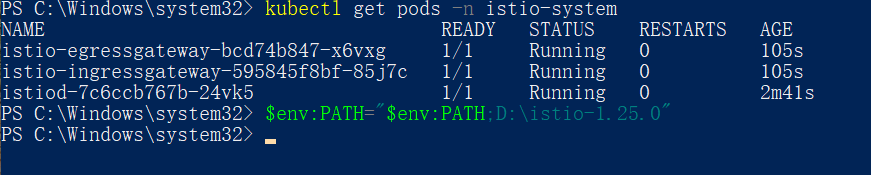 PS C:\Windows\system32> kubectl get pods -n istio-system
NAME READY STATUS RESTARTS AGE
istio-egressgateway-bcd74b847-x6vxg 1/1 Running 0 105s
istio-ingressgateway-595845f8bf-85j7c 1/1 Running 0 105s
istiod-7c6ccb767b-24vk5 1/1 Running 0 2m41s
PS C:\Windows\system32> $env:PATH="$env:PATH;D:\istio-1.25.0"
PS C:\Windows\system32>